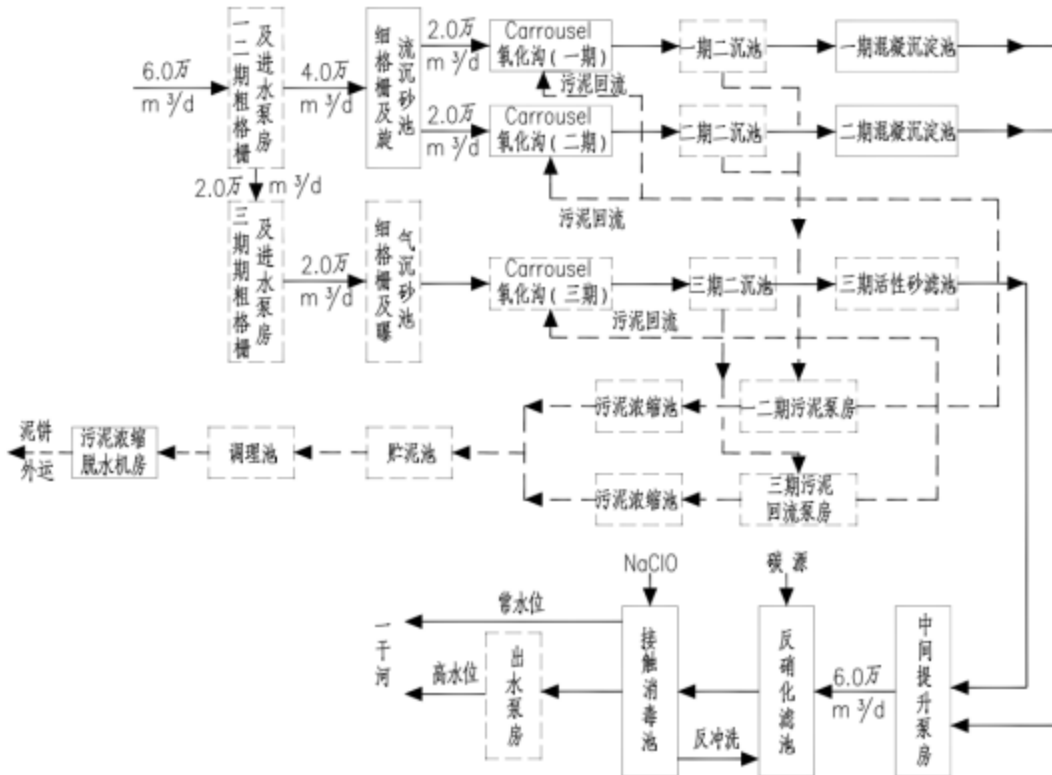 6.0万
m³/d
一二期粗格栅
及进水泵房
4.0万
m³/d
细格栅及旋
流沉砂池
2.0万
m³/d
Carrousel
氧化沟(一期)
一期二沉池
一期混凝沉淀池
污泥回流
2.0万
m³/d
Carrousel
氧化沟(二期)
二期二沉池
二期混凝沉淀池
2.0万 m³/d
污泥回流
三期期粗格栅
及进水泵房
2.0万
m³/d
细格栅及曝
气沉砂池
Carrousel
氧化沟(三期)
三期二沉池
三期活性砂滤池
污泥回流
污泥浓缩池
一二期污泥泵房
泥饼
外运
污泥浓缩
脱水机房
调理池
贮泥池
污泥浓缩池
三期污泥
回流泵房
NaClO
碳 源
常水位
一干河
高水位
出水泵房
接触消毒池
反冲洗
反硝化滤池
6.0万
m³/d
中间提升泵房